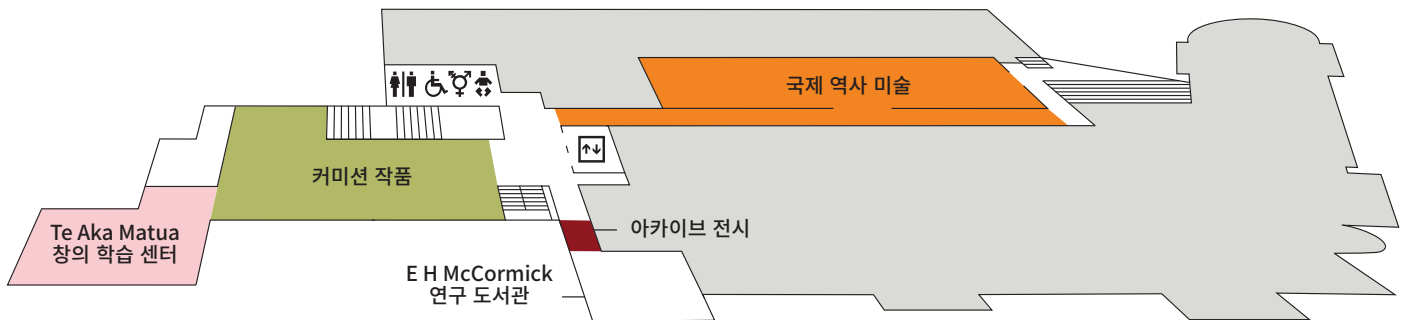 국제 역사 미술
커미션 작품
Te Aka Matua
창의 학습 센터
아카이브 전시
E H McCormick
연구 도서관